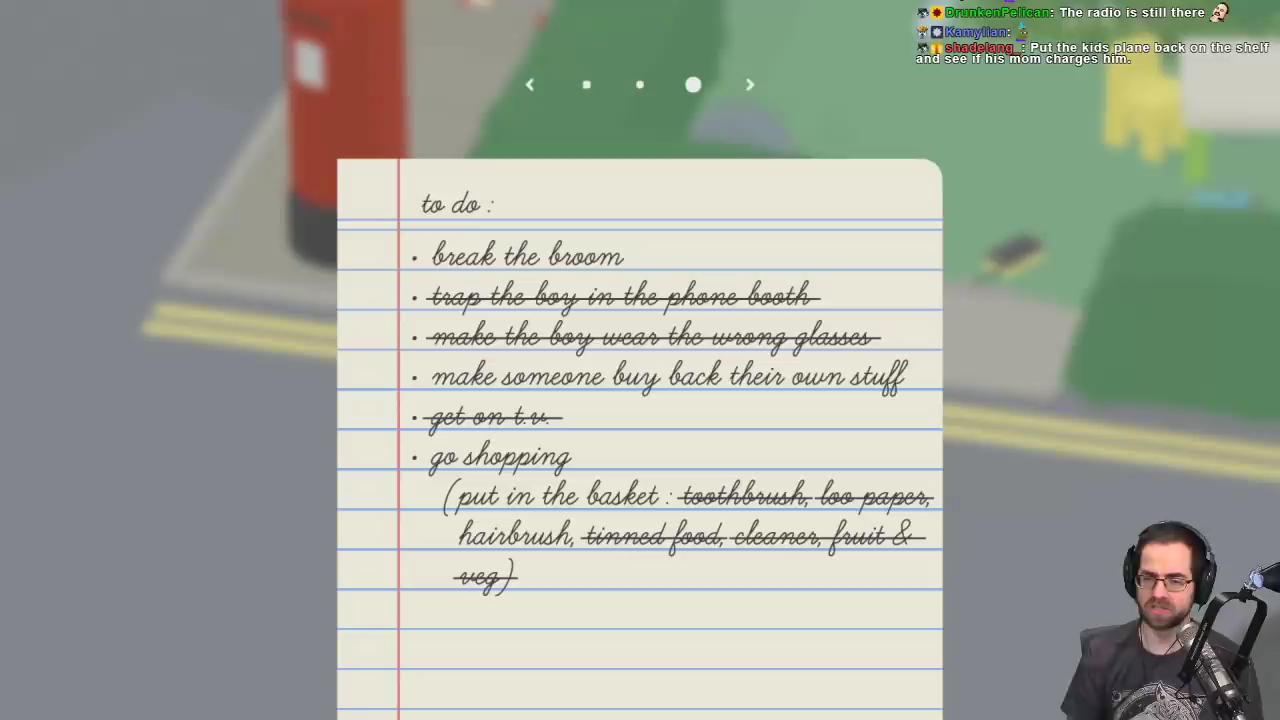 DrunkenPelican: The radio is still there
Kamylian:
shadelang_: Put the kids plane back on the shelf
and see if his mom charges him.
to do :
• break the broom
• trap the boy in the phone booth
• make the boy wear the wrong glasses
• make someone buy back their own stuff
• get on t.v.
• go shopping
(put in the basket : toothbrush, loo paper,
hairbrush, tinned food, cleaner, fruit &
veg)